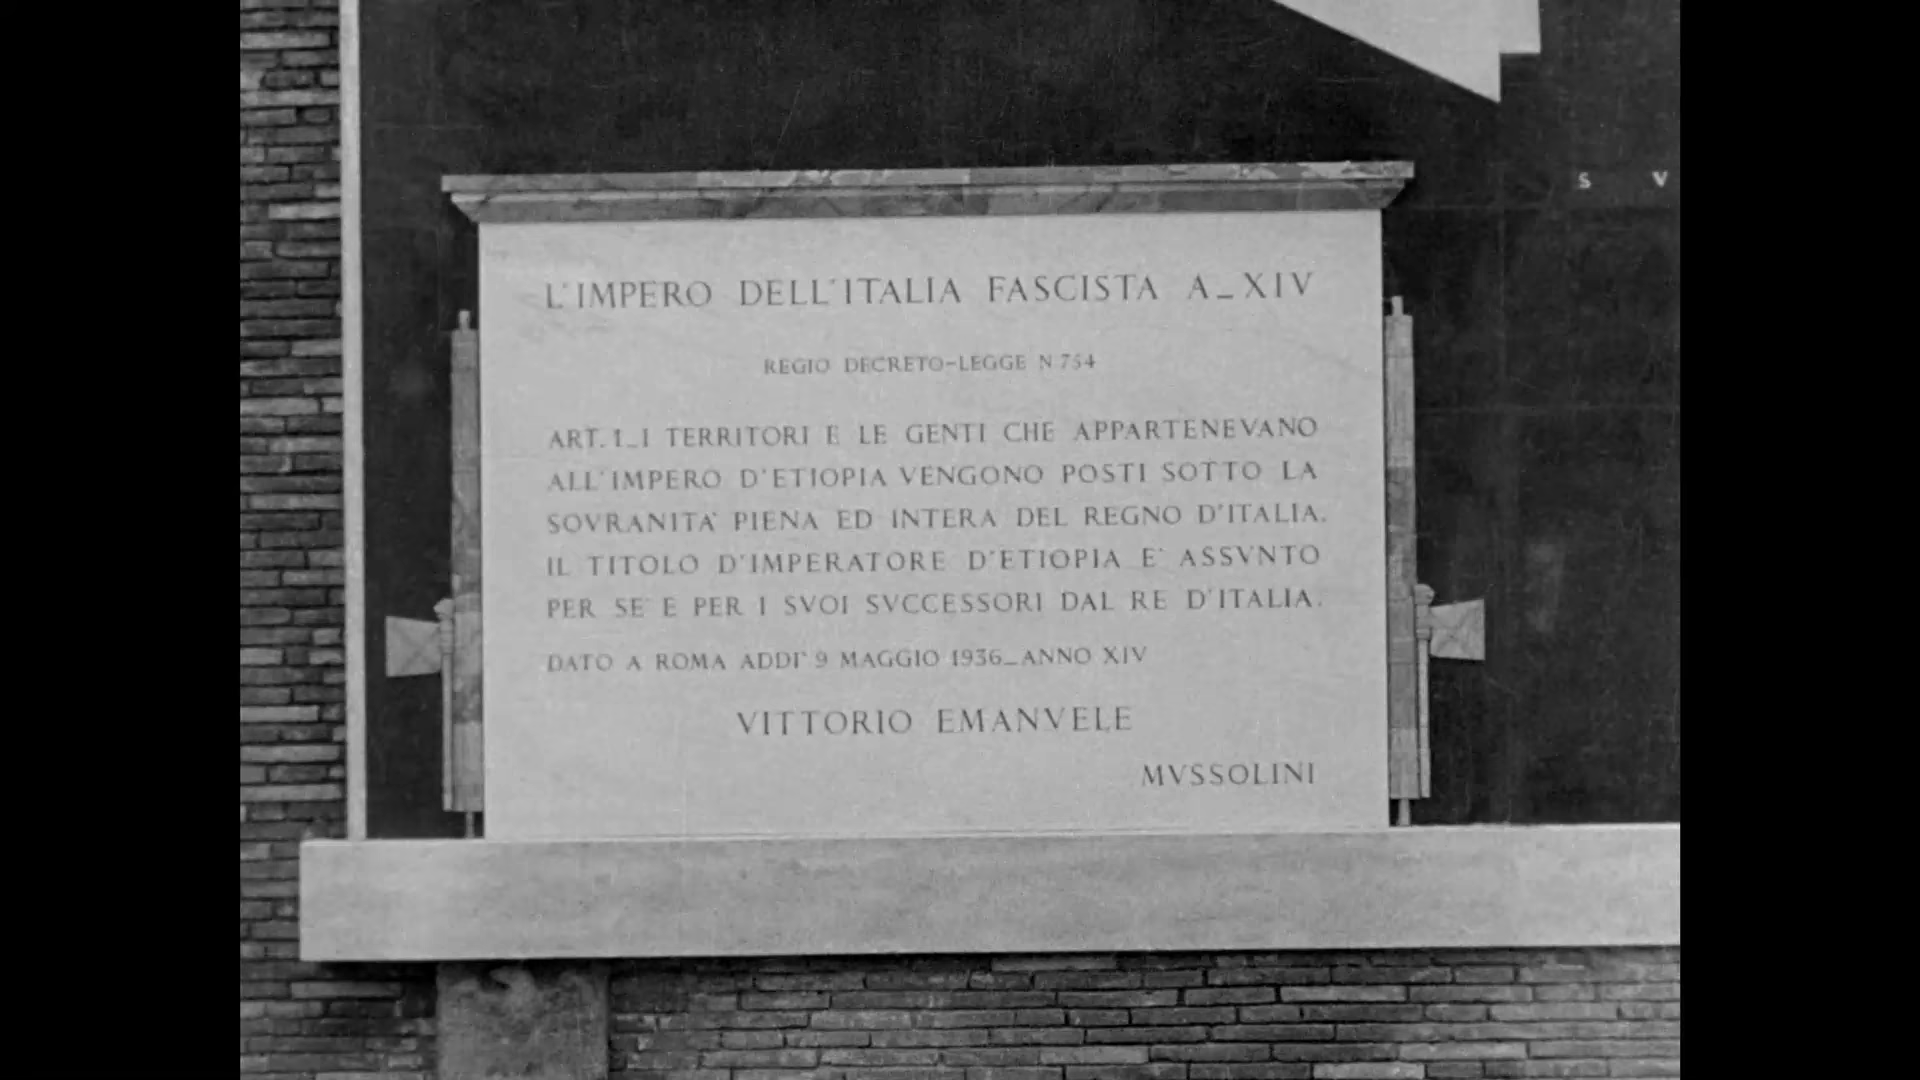 S V
L'IMPERO DELL'ITALIA FASCISTA A_XIV
REGIO DECRETO-LEGGE N 754
ART. I_I TERRITORI E LE GENTI CHE APPARTENEVANO
ALL'IMPERO D'ETIOPIA VENGONO POSTI SOTTO LA
SOVRANITA' PIENA ED INTERA DEL REGNO D'ITALIA.
IL TITOLO D'IMPERATORE D'ETIOPIA E' ASSVNTO
PER SE' E PER I SVOI SVCCESSORI DAL RE D'ITALIA.
DATO A ROMA ADDI' 9 MAGGIO 1936_ANNO XIV
VITTORIO EMANVELE
MVSSOLINI